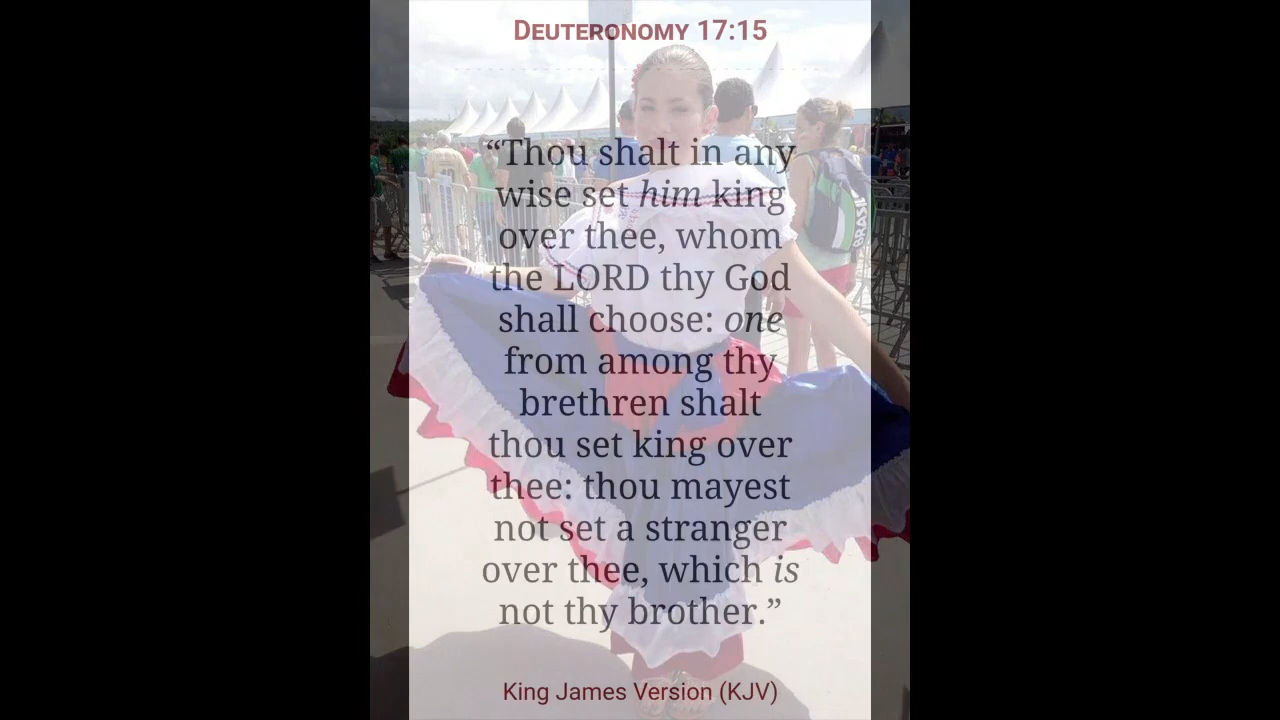 DEUTERONOMY 17:15
“Thou shalt in any
wise set him king
over thee, whom
the LORD thy God
shall choose: one
from among thy
brethren shalt
thou set king over
thee: thou mayest
not set a stranger
over thee, which is
not thy brother.”
BRASIL
King James Version (KJV)